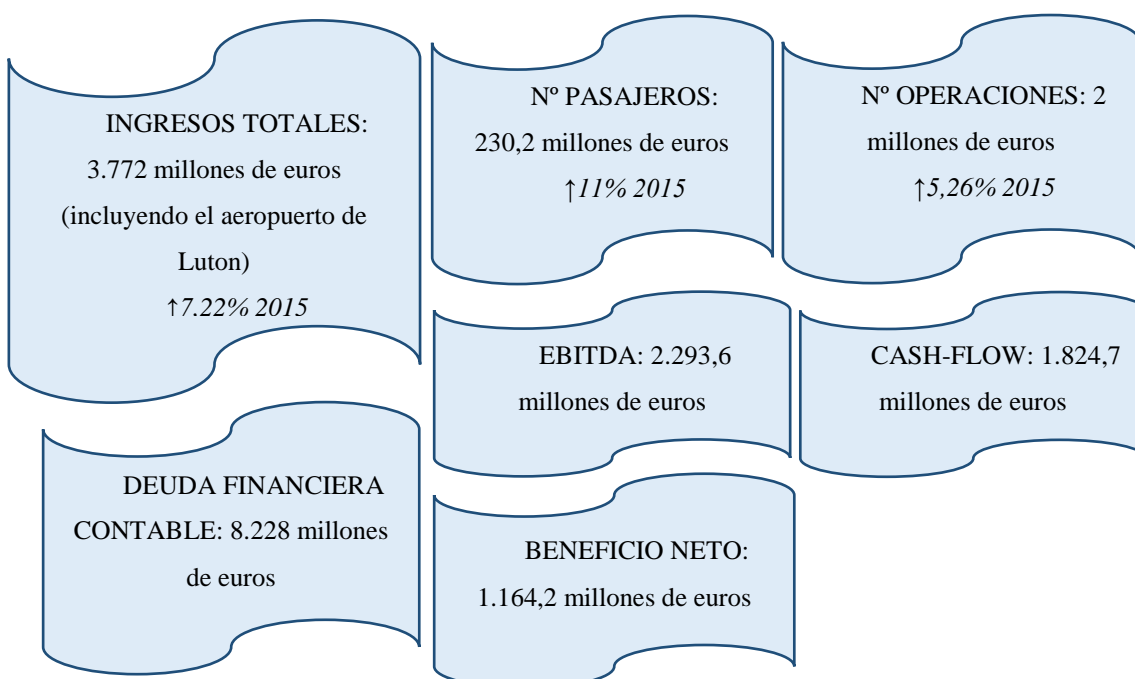 INGRESOS TOTALES:
3.772 millones de euros
(incluyendo el aeropuerto de
Luton)
↑7.22% 2015
Nº PASAJEROS:
230,2 millones de euros
↑11% 2015
Nº OPERACIONES: 2
millones de euros
↑5,26% 2015
EBITDA: 2.293,6
millones de euros
CASH-FLOW: 1.824,7
millones de euros
DEUDA FINANCIERA
CONTABLE: 8.228 millones
de euros
BENEFICIO NETO:
1.164,2 millones de euros